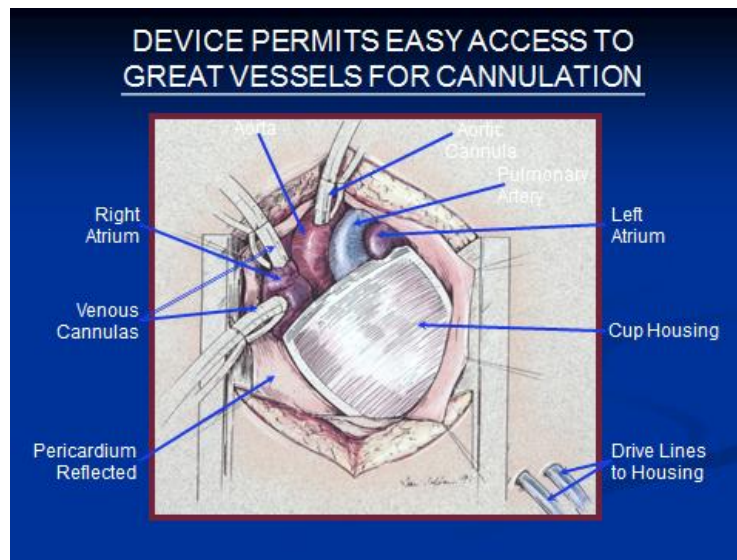 DEVICE PERMITS EASY ACCESS TO
GREAT VESSELS FOR CANNULATION
Aorta
Aortic
Cannula
Pulmonary
Artery
Right
Atrium
Left
Atrium
Venous
Cannulas
Cup Housing
Pericardium
Reflected
Drive Lines
to Housing